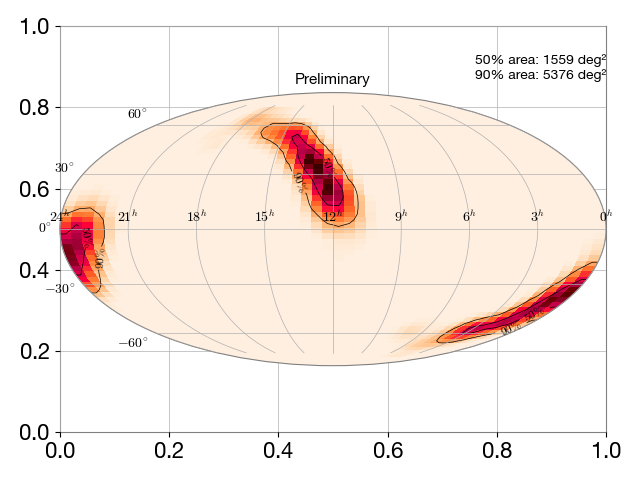 1.0
50% area: 1559 deg²
90% area: 5376 deg²
Preliminary
0.8
60°
30°
0.6
24ʰ 21ʰ 18ʰ 15ʰ 12ʰ 9ʰ 6ʰ 3ʰ 0ʰ
0°
0.4
−30°
−60°
0.2
0.0
0.0 0.2 0.4 0.6 0.8 1.0